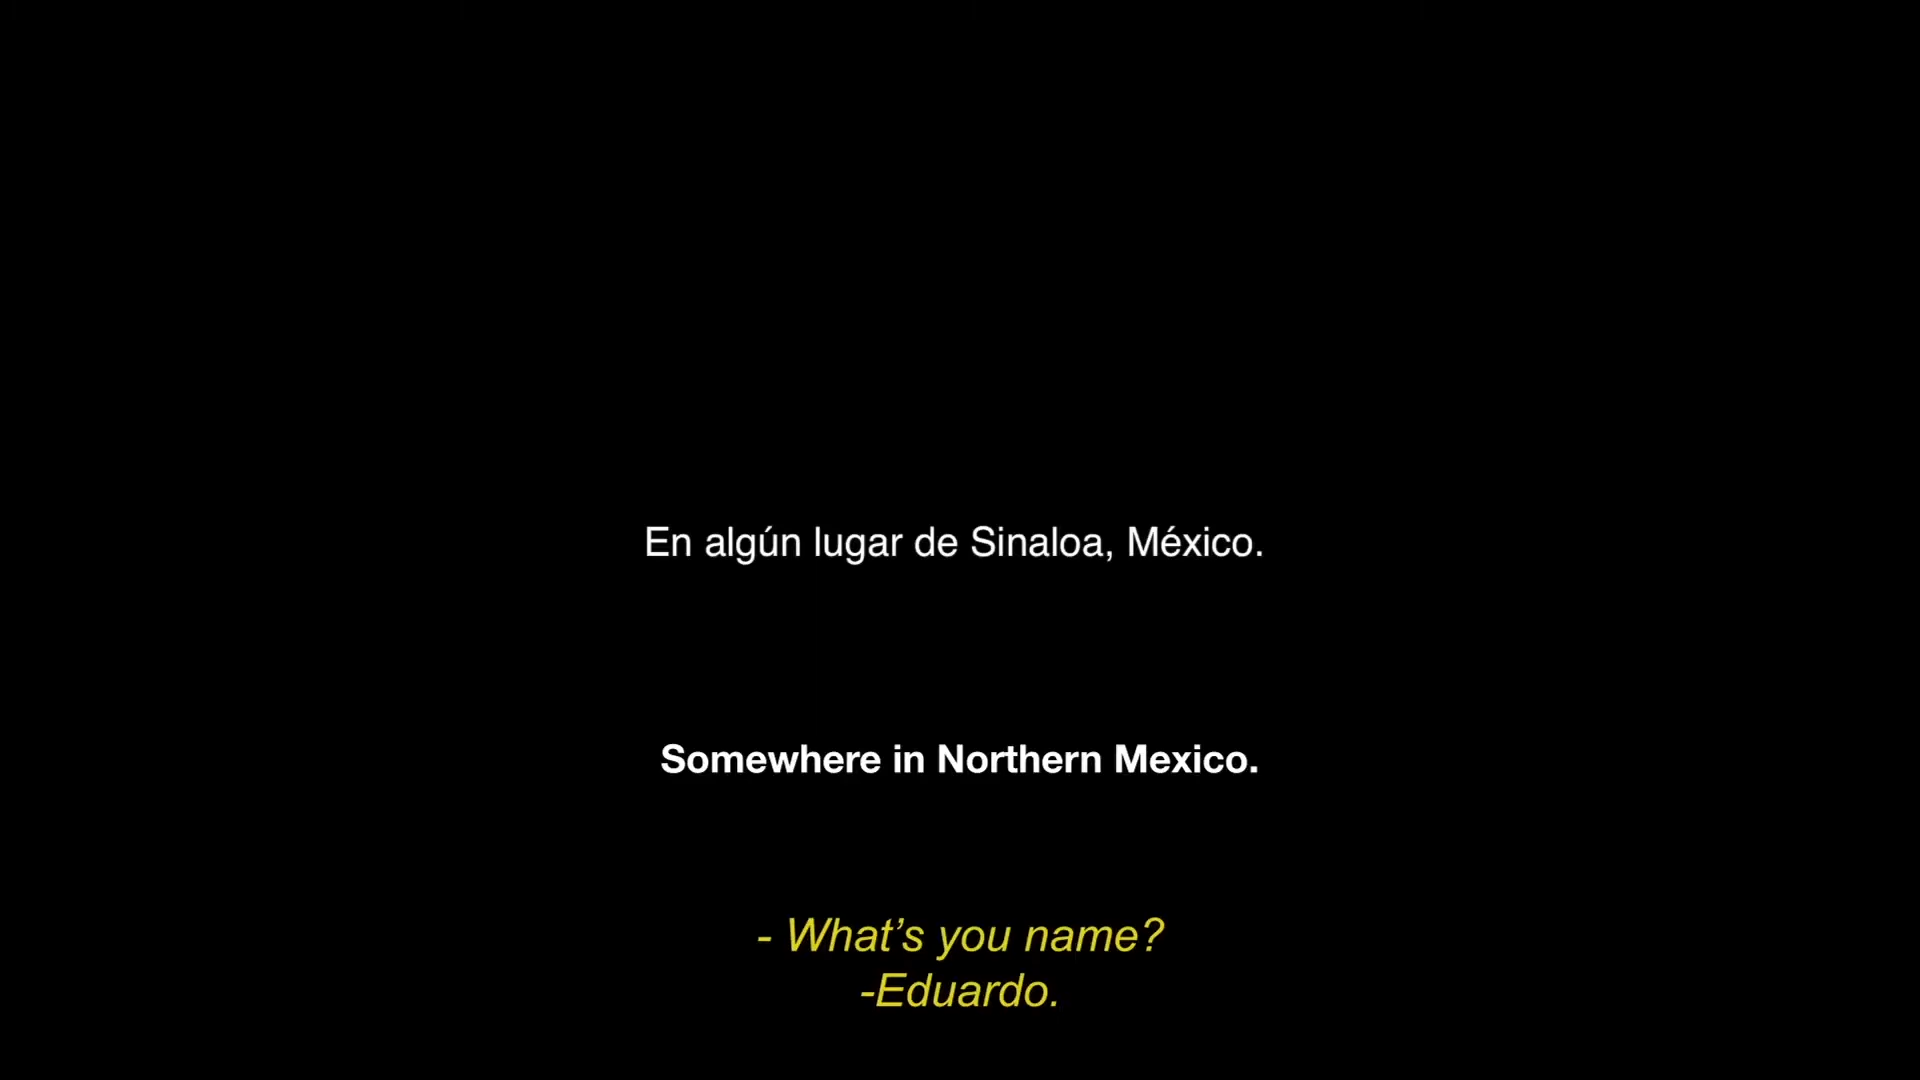 En algún lugar de Sinaloa, México.
Somewhere in Northern Mexico.
- What’s you name?
-Eduardo.